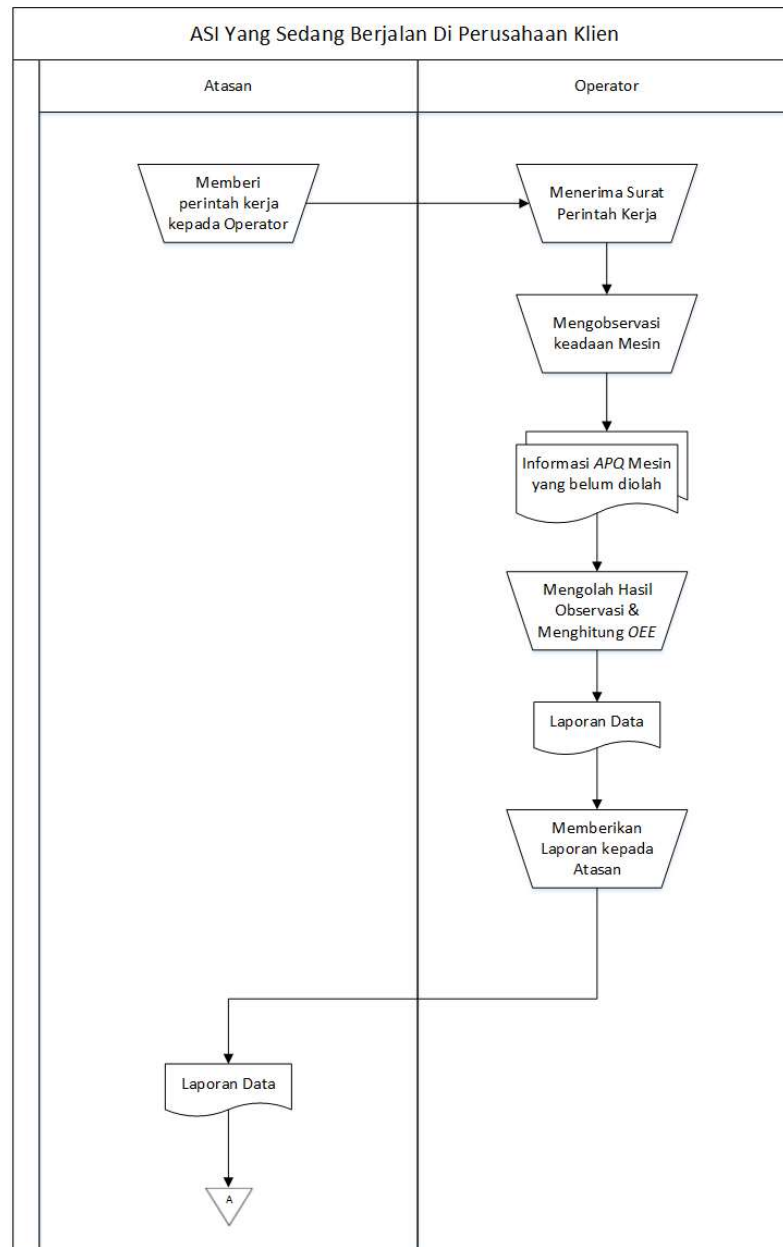 ASI Yang Sedang Berjalan Di Perusahaan Klien
Atasan
Operator
Memberi
perintah kerja
kepada Operator
Menerima Surat
Perintah Kerja
Mengobservasi
keadaan Mesin
Informasi APQ Mesin
yang belum diolah
Mengolah Hasil
Observasi &
Menghitung OEE
Laporan Data
Memberikan
Laporan kepada
Atasan
Laporan Data
A